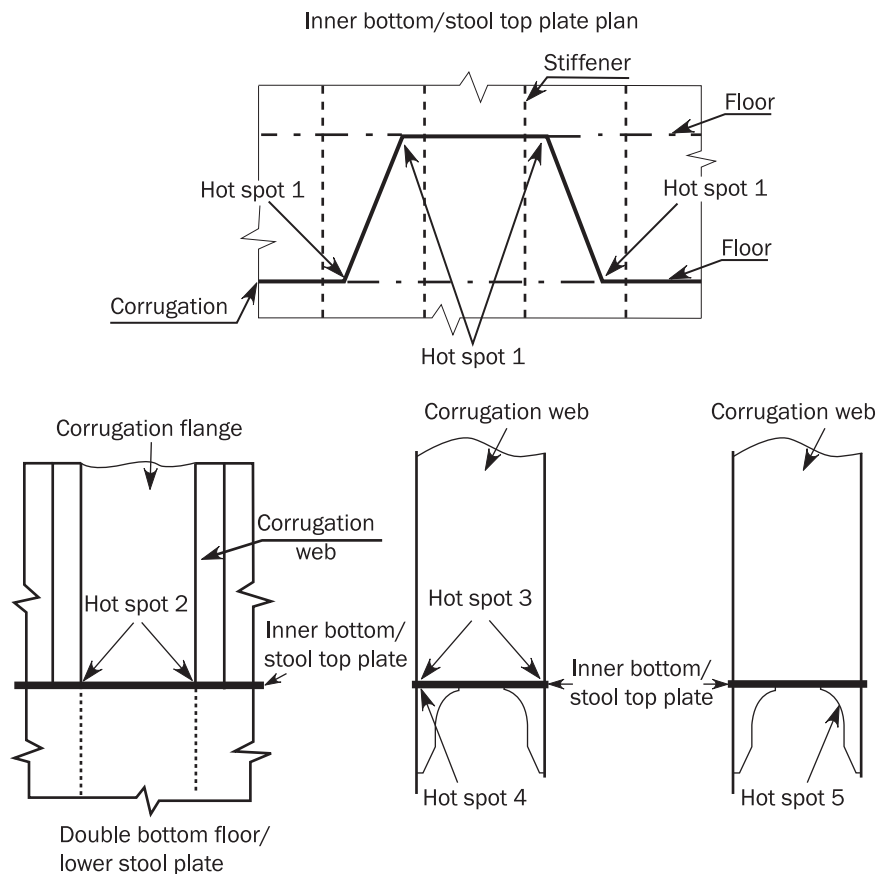 Inner bottom/stool top plate plan
Stiffener
Floor
Hot spot 1
Hot spot 1
Floor
Corrugation
Hot spot 1
Corrugation flange
Corrugation
web
Hot spot 2
Inner bottom/
stool top plate
Double bottom floor/
lower stool plate
Corrugation web
Hot spot 3
Inner bottom/
stool top plate
Hot spot 4
Corrugation web
Hot spot 5